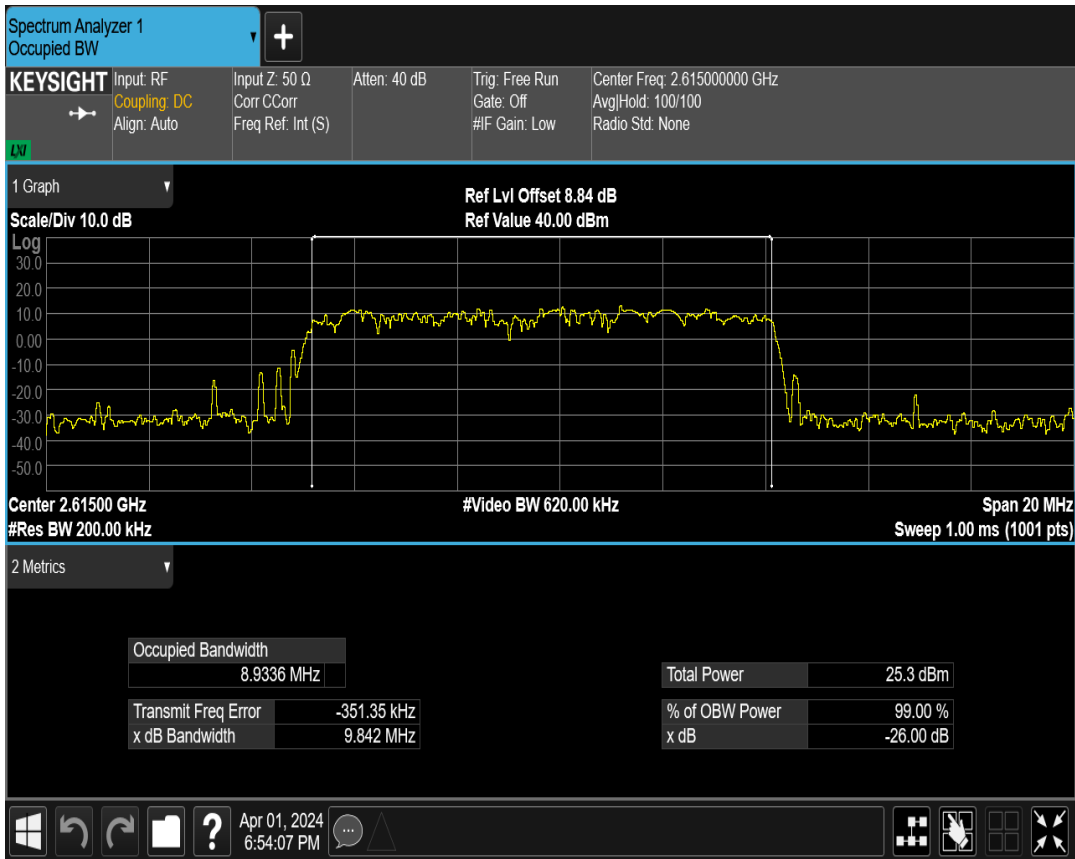 Spectrum Analyzer 1
Occupied BW
KEYSIGHT
LXI
Input: RF
Coupling: DC
Align: Auto
Input Z: 50 Ω
Corr CCorr
Freq Ref: Int (S)
Atten: 40 dB
Trig: Free Run
Gate: Off
#IF Gain: Low
Center Freq: 2.615000000 GHz
Avg|Hold: 100/100
Radio Std: None
1 Graph
Scale/Div 10.0 dB
Ref Lvl Offset 8.84 dB
Ref Value 40.00 dBm
Log
30.0
20.0
10.0
0.00
-10.0
-20.0
-30.0
-40.0
-50.0
Center 2.61500 GHz
#Res BW 200.00 kHz
#Video BW 620.00 kHz
Span 20 MHz
Sweep 1.00 ms (1001 pts)
2 Metrics
Occupied Bandwidth
8.9336 MHz
Transmit Freq Error -351.35 kHz
x dB Bandwidth 9.842 MHz
Total Power 25.3 dBm
% of OBW Power 99.00 %
x dB -26.00 dB
Apr 01, 2024
6:54:07 PM